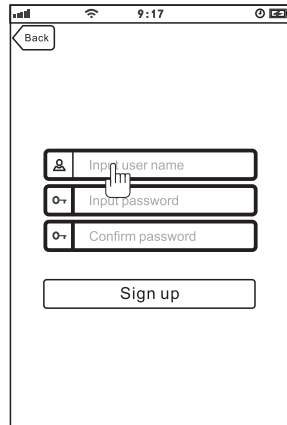 9:17
Back
Input user name
Input password
Confirm password
Sign up